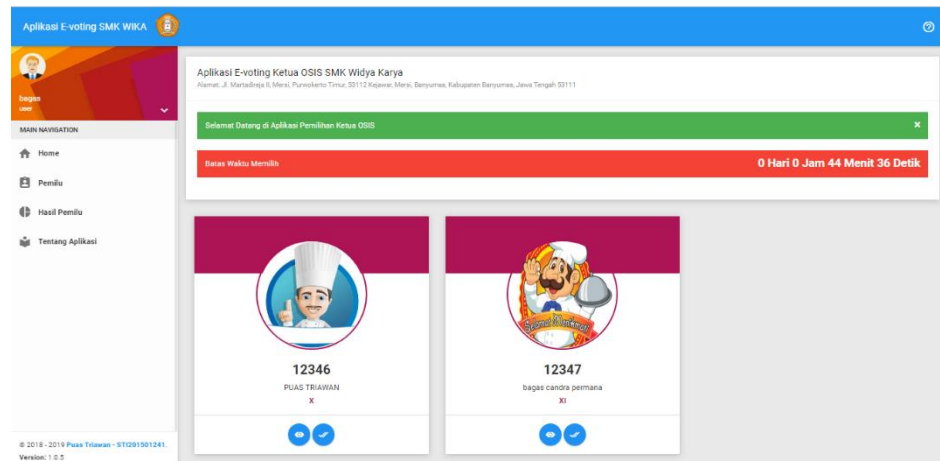 Aplikasi E-voting SMK WIKA
bagas
user
MAIN NAVIGATION
Home
Pemilu
Hasil Pemilu
Tentang Aplikasi
© 2018 - 2019 Puas Triawan - STI201501241.
Version: 1.0.5
Aplikasi E-voting Ketua OSIS SMK Widya Karya
Alamat: Jl. Martadireja II, Mersi, Purwokerto Timur, 53112 Kejawar, Mersi, Banyumas, Kabupaten Banyumas, Jawa Tengah 53111
Selamat Datang di Aplikasi Pemilihan Ketua OSIS
Batas Waktu Memilih 0 Hari 0 Jam 44 Menit 36 Detik
12346
PUAS TRIAWAN
X
Selamat Menikmati
12347
bagas candra permana
XI